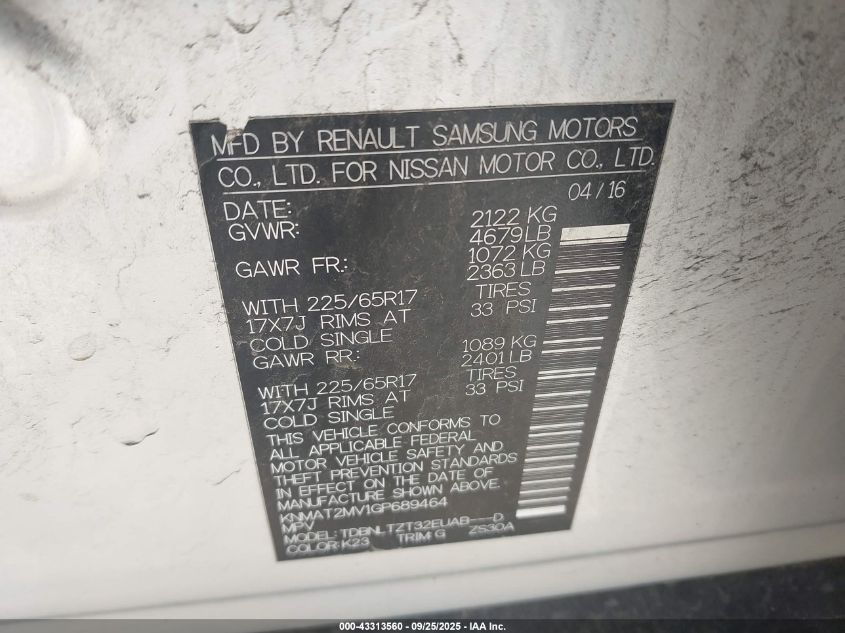 MFD BY RENAULT SAMSUNG MOTORS
CO., LTD. FOR NISSAN MOTOR CO., LTD.
DATE: 04/16
GVWR: 2122 KG
4679 LB
GAWR FR.: 1072 KG
2363 LB
WITH 225/65R17 TIRES
17X7J RIMS AT 33 PSI
COLD SINGLE
GAWR RR.: 1089 KG
2401 LB
WITH 225/65R17 TIRES
17X7J RIMS AT 33 PSI
COLD SINGLE
THIS VEHICLE CONFORMS TO
ALL APPLICABLE FEDERAL
MOTOR VEHICLE SAFETY AND
THEFT PREVENTION STANDARDS
IN EFFECT ON THE DATE OF
MANUFACTURE SHOWN ABOVE.
KNMAT2MV1GP689464
MPV
MODEL: TDBNLTZT32EUAB---D
COLOR: K23 TRIM: G ZS30A
000-43313560 - 09/25/2025 - IAA Inc.